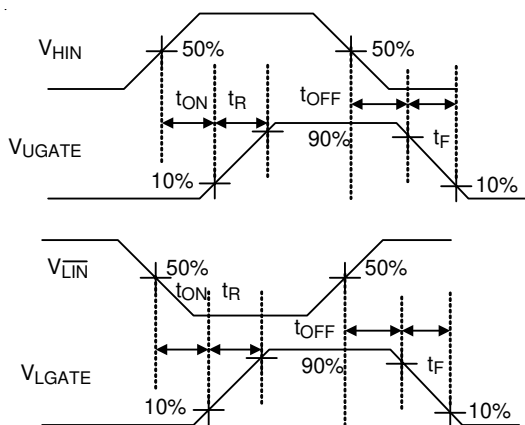 VHIN
50%
50%
tON
tR
tOFF
VUGATE
90%
tF
10%
10%
VLIN
50%
50%
tON
tR
tOFF
VLGATE
90%
tF
10%
10%